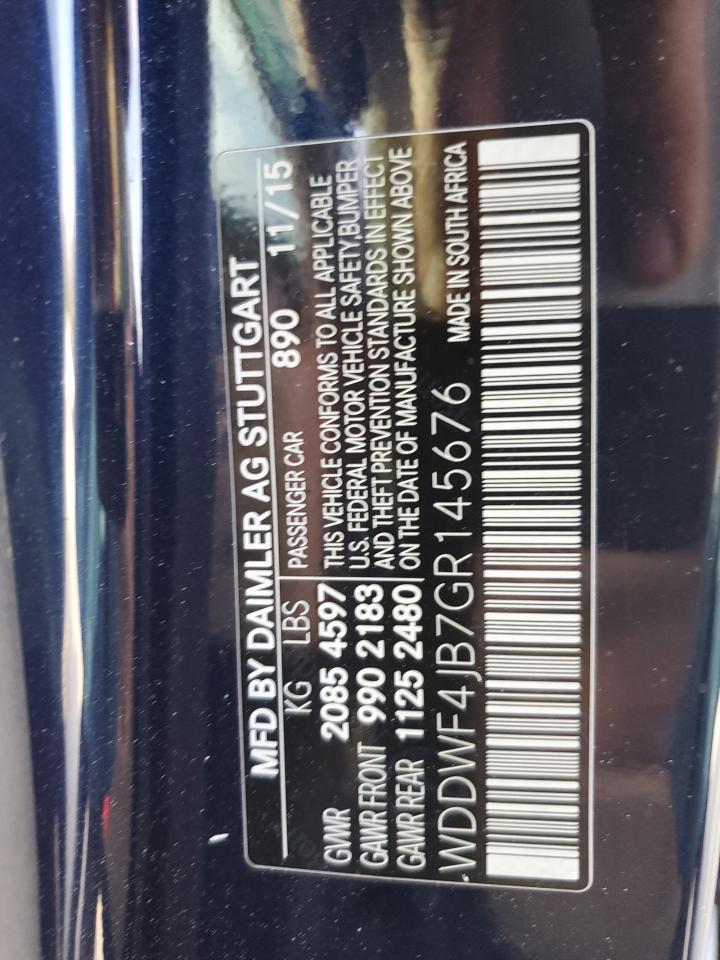 MFD BY DAIMLER AG STUTTGART
KG LBS PASSENGER CAR 890 11/15
GVWR 2085 4597 THIS VEHICLE CONFORMS TO ALL APPLICABLE
U.S. FEDERAL MOTOR VEHICLE SAFETY,BUMPER
GAWR FRONT 990 2183 AND THEFT PREVENTION STANDARDS IN EFFECT
GAWR REAR 1125 2480 ON THE DATE OF MANUFACTURE SHOWN ABOVE
WDDWF4JB7GR145676 MADE IN SOUTH AFRICA